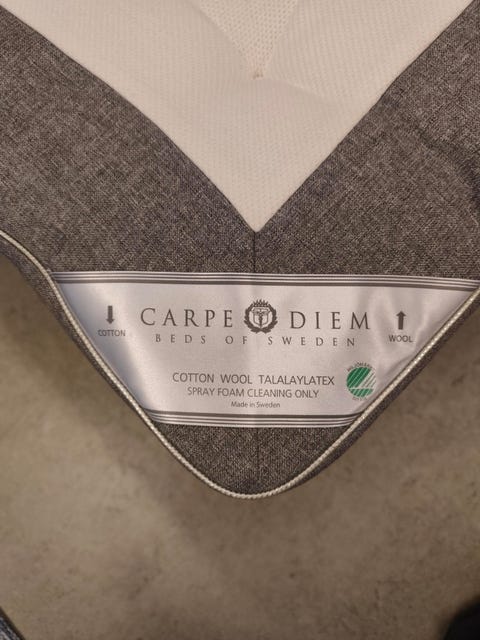 CARPE DIEM
BEDS OF SWEDEN
COTTON
WOOL
COTTON WOOL TALALAYLATEX
SPRAY FOAM CLEANING ONLY
Made in Sweden